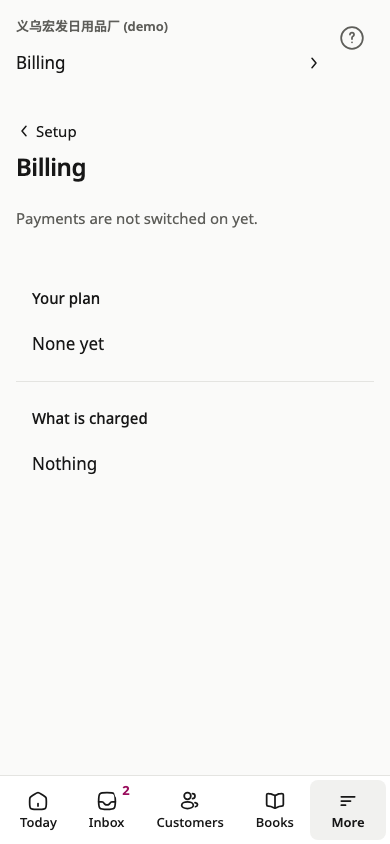 义乌宏发日用品厂 (demo)
Billing
Setup
Billing
Payments are not switched on yet.
Your plan
None yet
What is charged
Nothing
2
Today
Inbox
Customers
Books
More